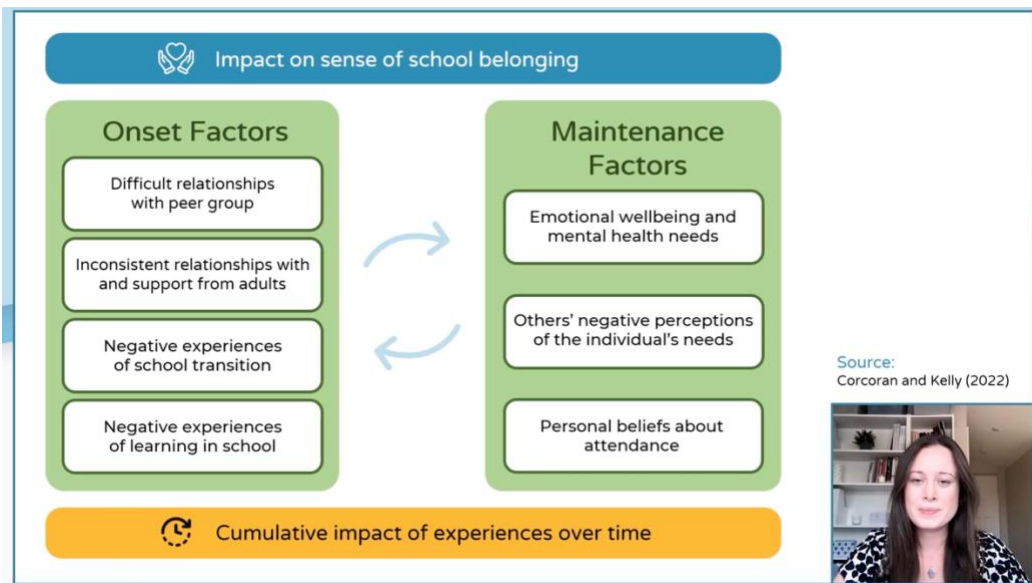 Impact on sense of school belonging
Onset Factors
Difficult relationships
with peer group
Inconsistent relationships with
and support from adults
Negative experiences
of school transition
Negative experiences
of learning in school
Maintenance
Factors
Emotional wellbeing and
mental health needs
Others' negative perceptions
of the individual's needs
Personal beliefs about
attendance
Source:
Corcoran and Kelly (2022)
Cumulative impact of experiences over time